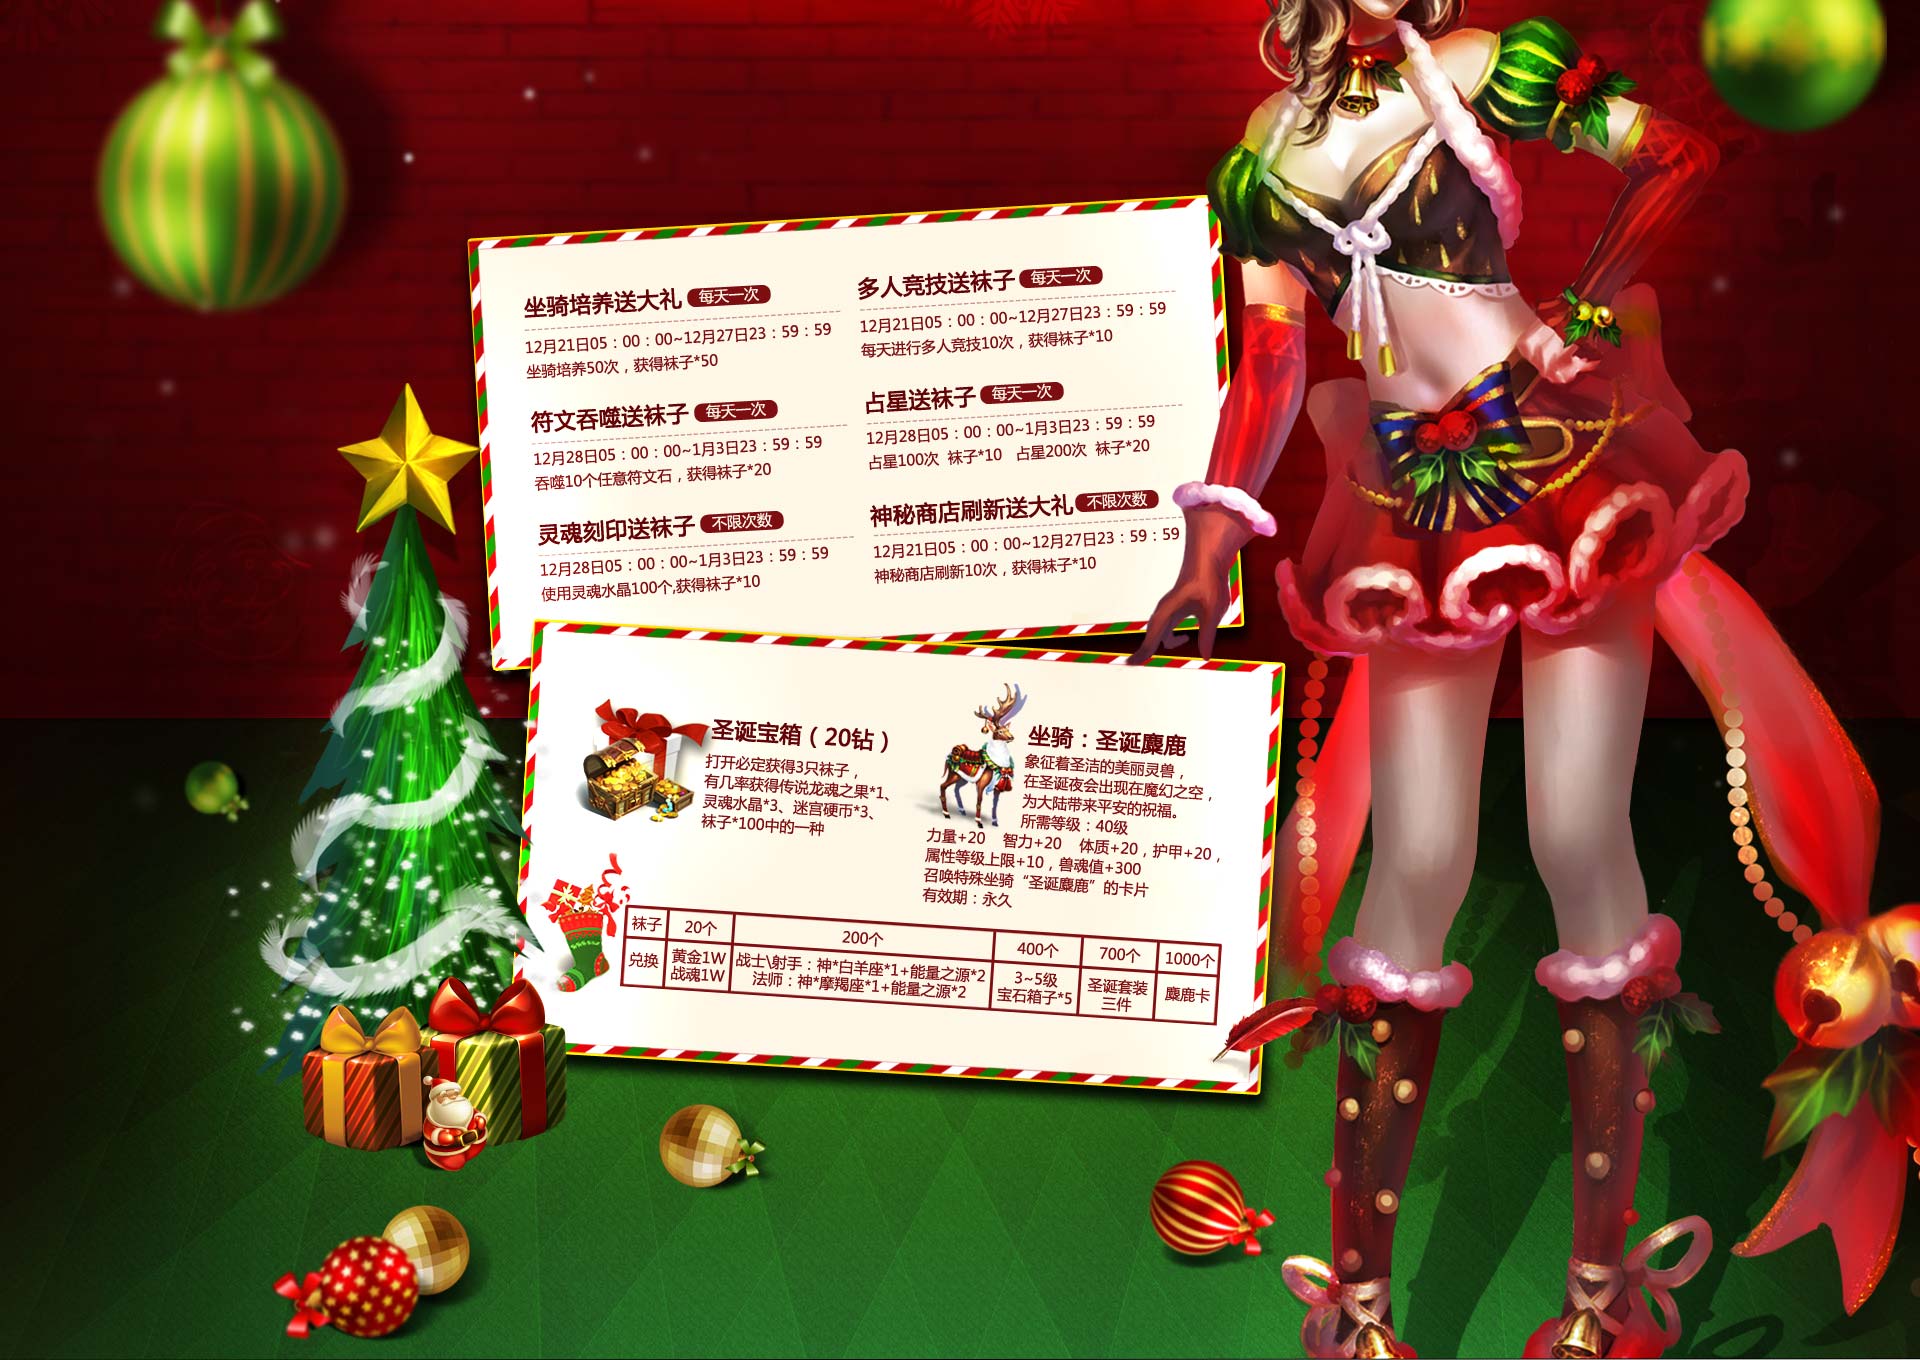 坐骑培养送大礼 每天一次
12月21日05：00：00~12月27日23：59：59
坐骑培养50次，获得袜子*50
符文吞噬送袜子 每天一次
12月28日05：00：00~1月3日23：59：59
吞噬10个任意符文石，获得袜子*20
灵魂刻印送袜子 不限次数
12月28日05：00：00~1月3日23：59：59
使用灵魂水晶100个,获得袜子*10
多人竞技送袜子 每天一次
12月21日05：00：00~12月27日23：59：59
每天进行多人竞技10次，获得袜子*10
占星送袜子 每天一次
12月28日05：00：00~1月3日23：59：59
占星100次 袜子*10 占星200次 袜子*20
神秘商店刷新送大礼 不限次数
12月21日05：00：00~12月27日23：59：59
神秘商店刷新10次，获得袜子*10
圣诞宝箱（20钻）
打开必定获得3只袜子，
有几率获得传说龙魂之果*1、
灵魂水晶*3、迷宫硬币*3、
袜子*100中的一种
坐骑：圣诞麋鹿
象征着圣洁的美丽灵兽，
在圣诞夜会出现在魔幻之空，
为大陆带来平安的祝福。
所需等级：40级
力量+20 智力+20 体质+20，护甲+20，
属性等级上限+10，兽魂值+300
召唤特殊坐骑“圣诞麋鹿”的卡片
有效期：永久
袜子 20个 200个 400个 700个 1000个
兑换 黄金1W 战士\射手：神*白羊座*1+能量之源*2 3~5级 圣诞套装 麋鹿卡
战魂1W 法师：神*摩羯座*1+能量之源*2 宝石箱子*5 三件